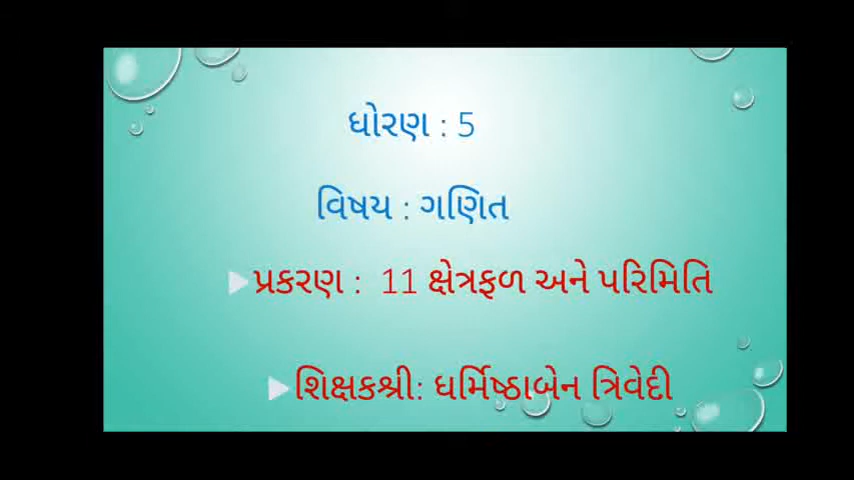 ધોરણ : 5
વિષય : ગણિત
પ્રકરણ : 11 ક્ષેત્રફળ અને પરિમિતિ
શિક્ષકશ્રી: ધર્મિષ્ઠાબેન ત્રિવેદી